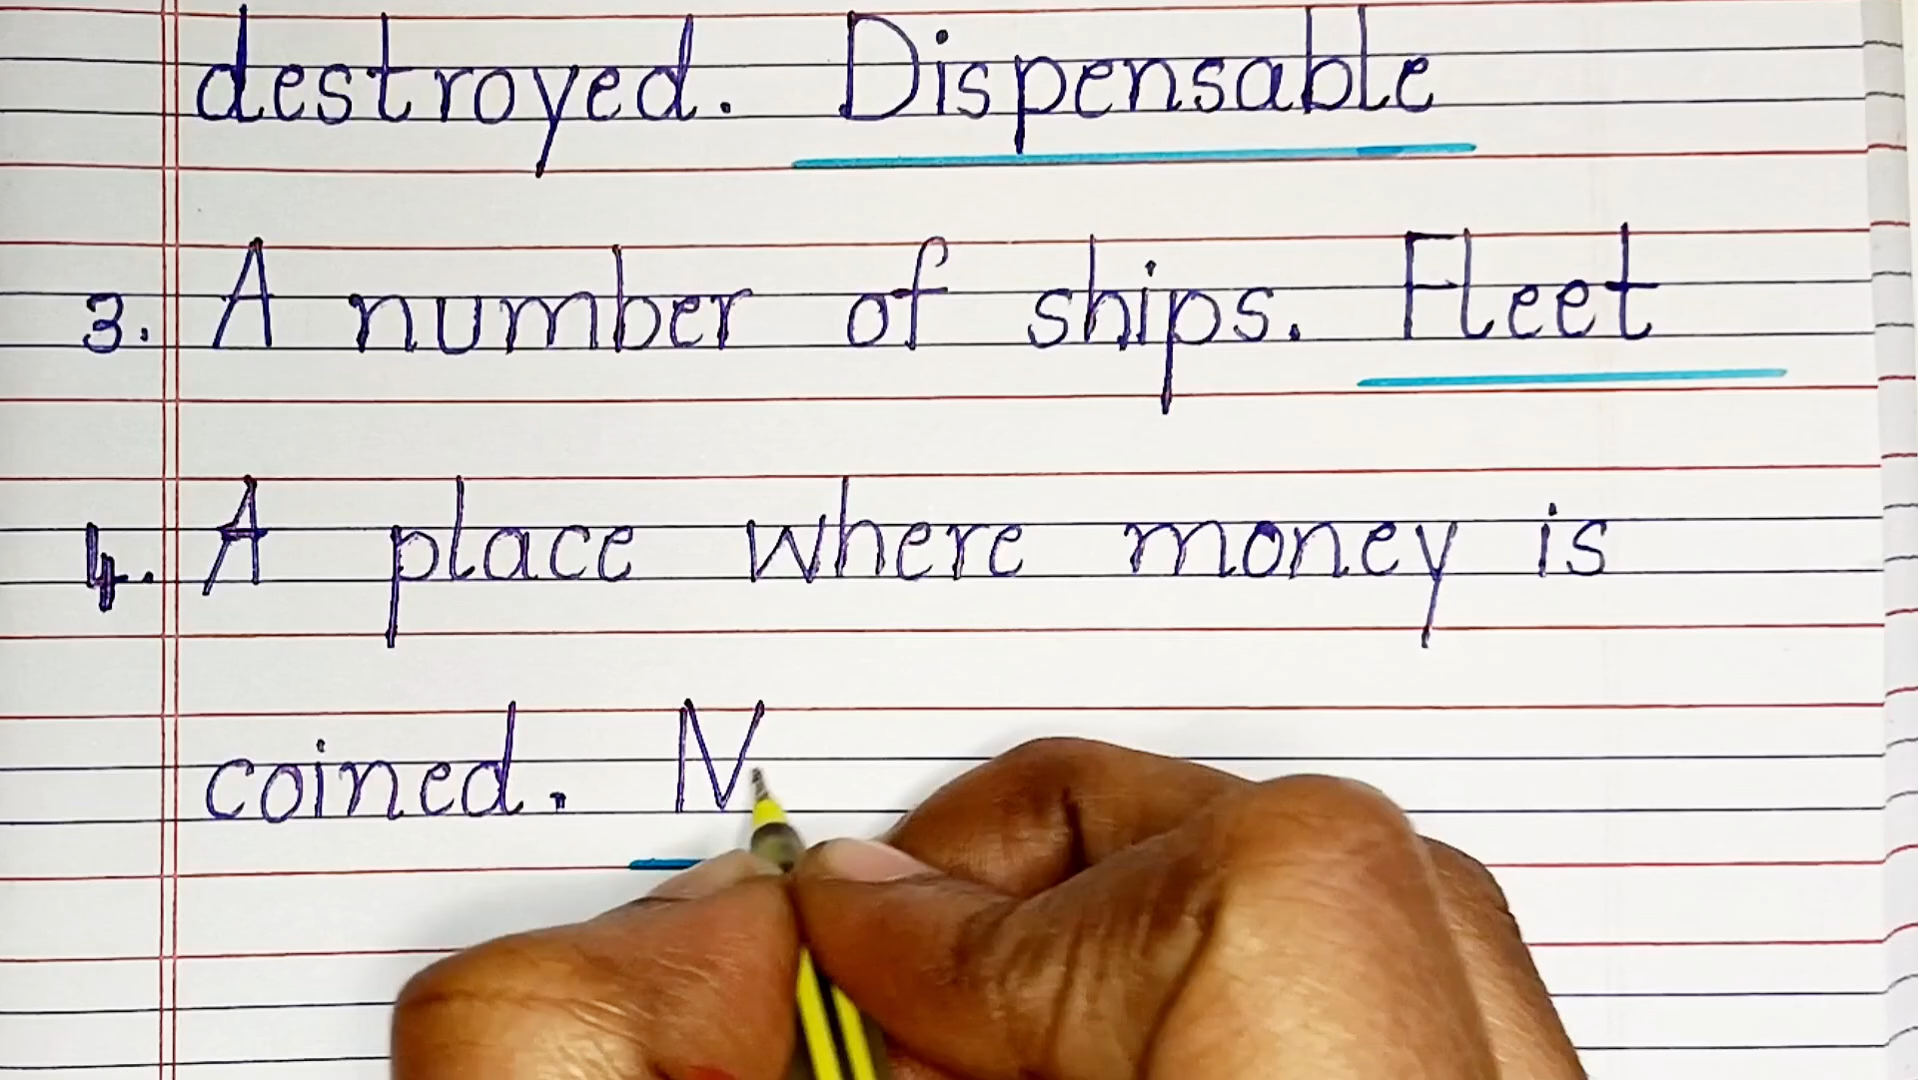 destroyed. Dispensable
3. A number of ships. Fleet
4. A place where money is
coined.